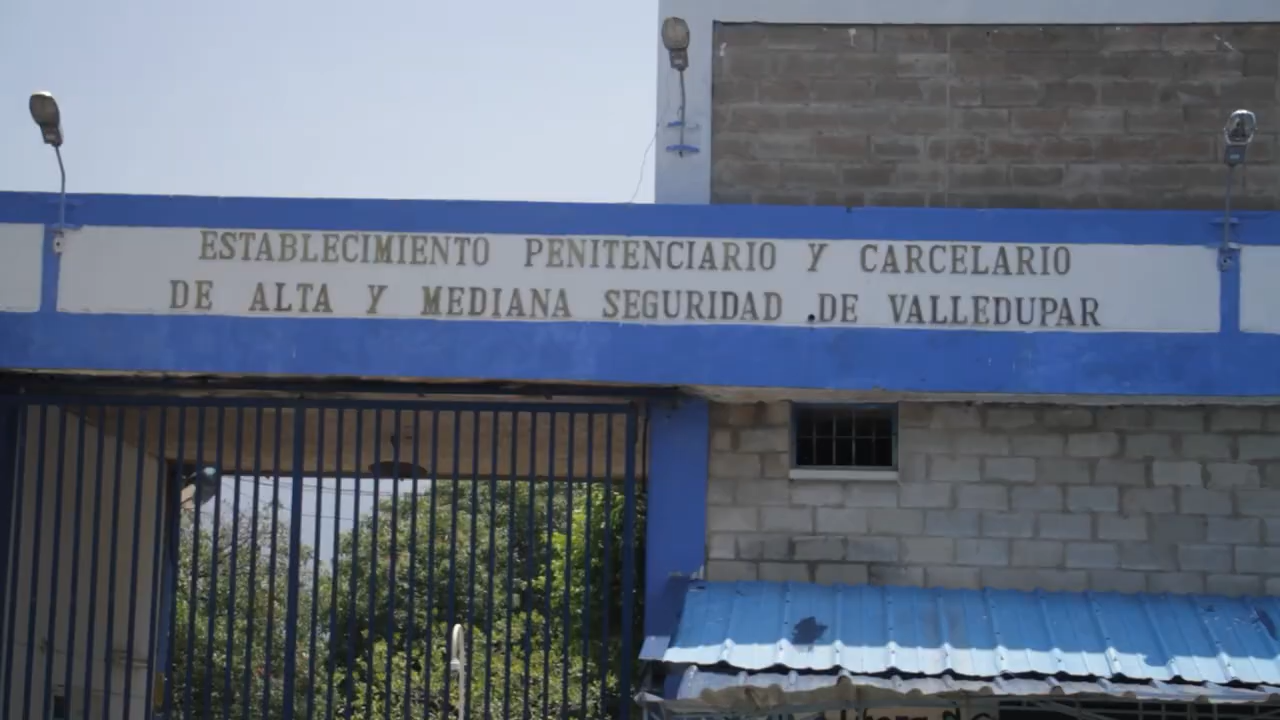 ESTABLECIMIENTO PENITENCIARIO Y CARCELARIO
DE ALTA Y MEDIANA SEGURIDAD DE VALLEDUPAR